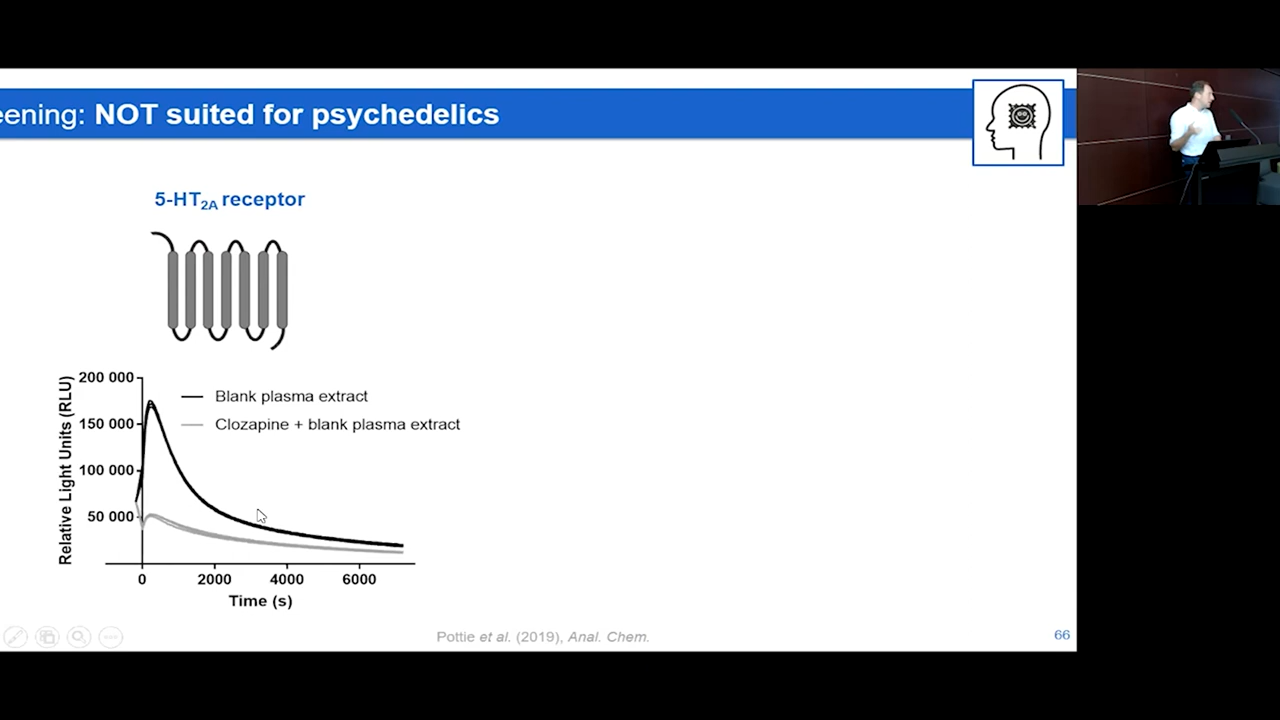 eening: NOT suited for psychedelics
5-HT2A receptor
200 000
150 000
100 000
50 000
Relative Light Units (RLU)
Blank plasma extract
Clozapine + blank plasma extract
0 2000 4000 6000
Time (s)
Pottie et al. (2019), Anal. Chem.
66